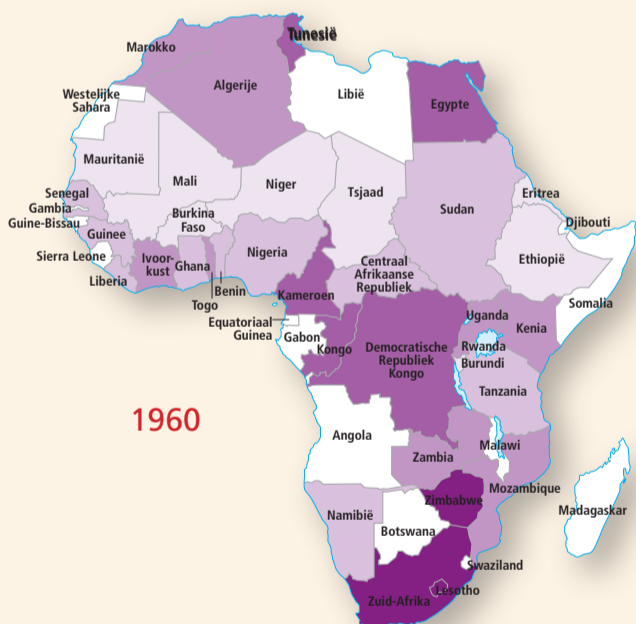 Tunesië
Marokko
Algerije
Libië
Egypte
Westelijke
Sahara
Mauritanië
Mali
Niger
Tsjaad
Sudan
Eritrea
Senegal
Gambia
Guine-Bissau
Guinee
Burkina
Faso
Djibouti
Sierra Leone
Ivoor-
kust
Ghana
Nigeria
Centraal
Afrikaanse
Republiek
Ethiopië
Liberia
Togo
Benin
Kameroen
Somalia
Equatoriaal
Guinea
Gabon
Kongo
Democratische
Republiek
Kongo
Uganda
Kenia
Rwanda
Burundi
Tanzania
1960
Angola
Zambia
Malawi
Mozambique
Zimbabwe
Namibië
Botswana
Madagaskar
Swaziland
Lesotho
Zuid-Afrika